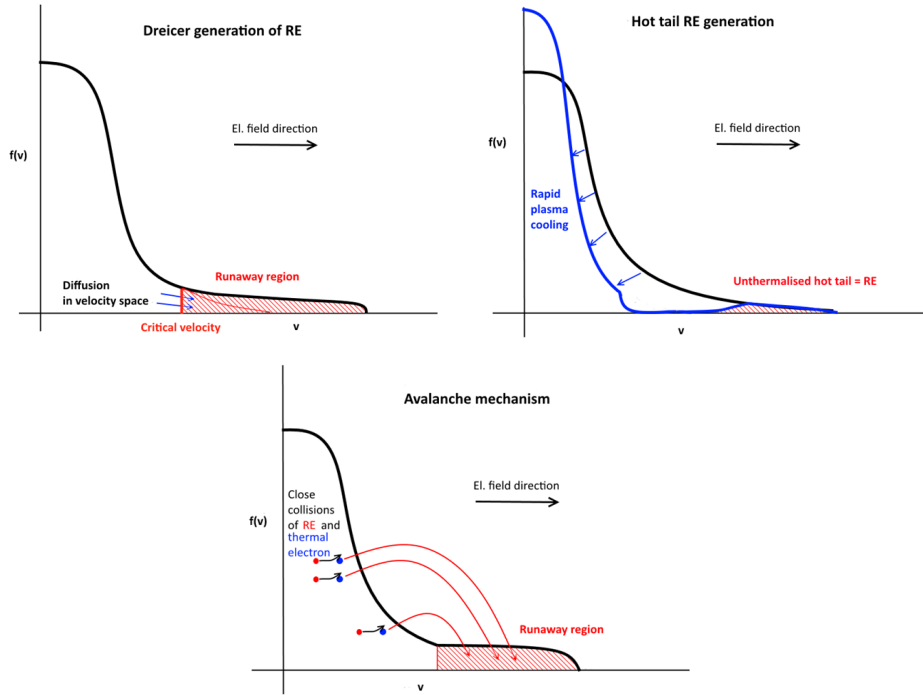 Dreicer generation of RE
El. field direction
f(v)
Runaway region
Diffusion
in velocity space
Critical velocity
v
Hot tail RE generation
El. field direction
f(v)
Rapid
plasma
cooling
Unthermalised hot tail = RE
v
Avalanche mechanism
El. field direction
Close
collisions
of RE and
thermal
electron
f(v)
Runaway region
v